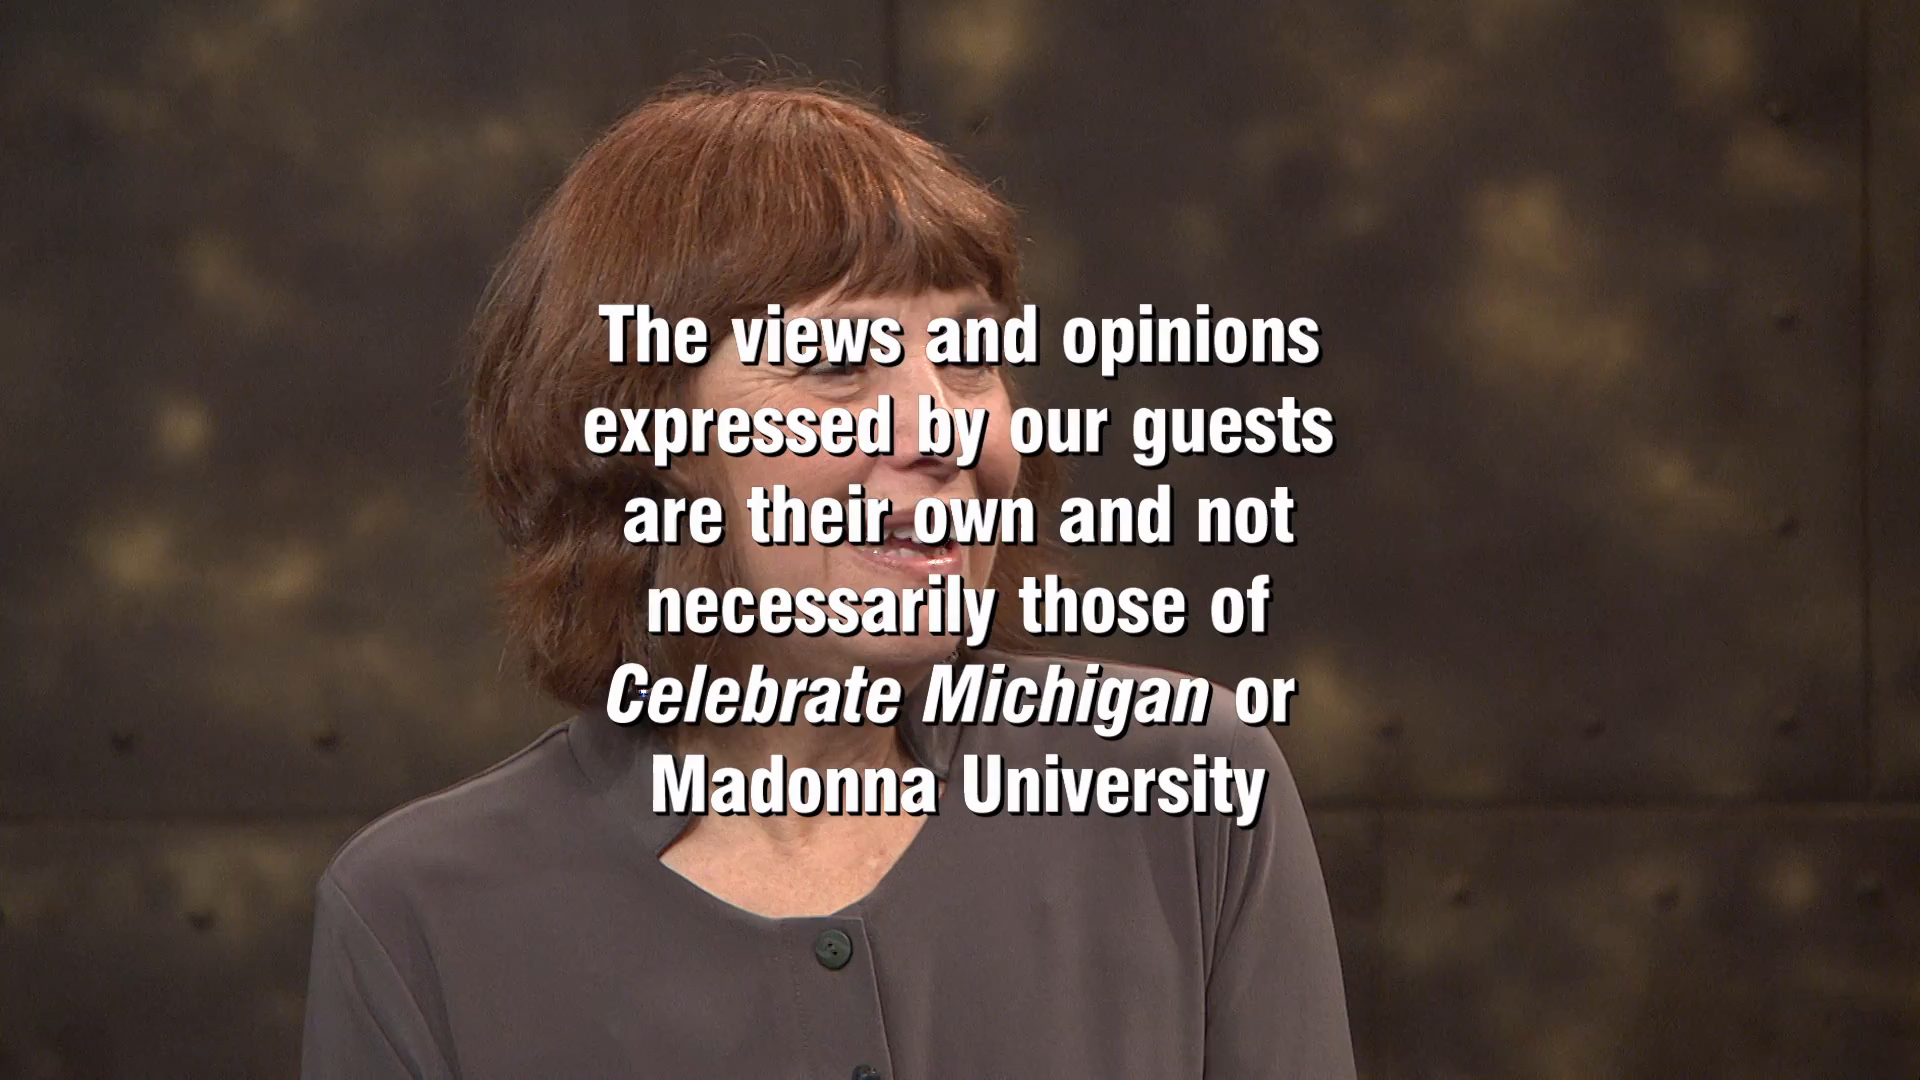 The views and opinions
expressed by our guests
are their own and not
necessarily those of
Celebrate Michigan or
Madonna University